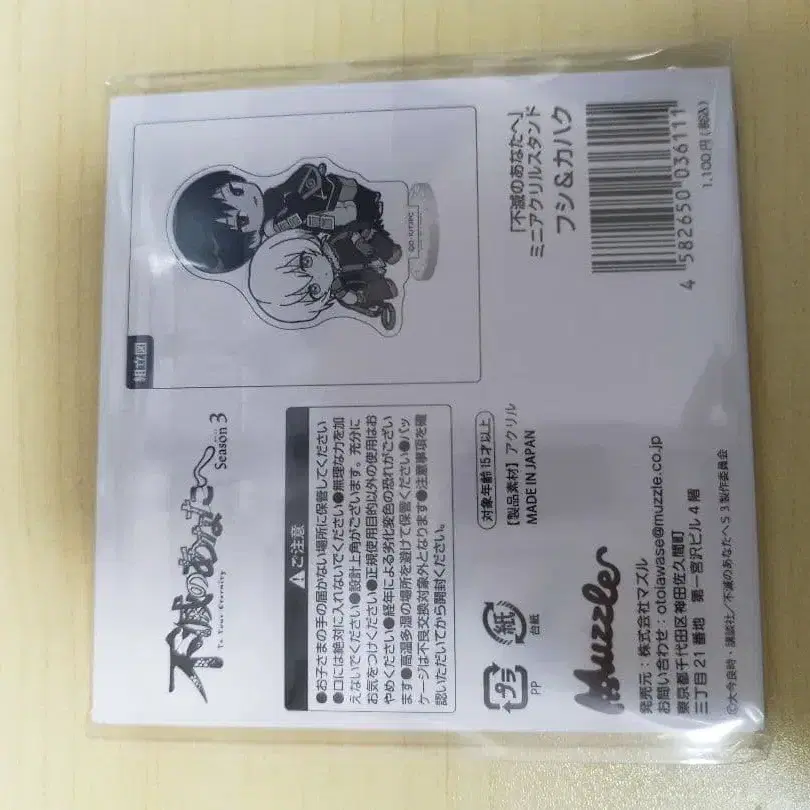 不滅のあなたへ
To Your Eternity
Season 3
組立図
⚠ご注意
●お子さまの手の届かない場所に保管してください
●口には絶対に入れないでください●無理な力を加
えないでください●設計上角がございます。充分に
お気をつけください●正規使用目的以外の使用はお
やめください●経年による劣化変色の恐れがござい
ます●高温多湿の場所を避けて保管ください●パッ
ケージは不良交換対象外となります●注意事項を確
認いただいてから開封ください。
「不滅のあなたへ」
ミニアクリルスタンド
フシ&カハク
4 582650 036111
1,100円(税込)
対象年齢15才以上
【製品素材】アクリル
MADE IN JAPAN
プラ
PP
紙
台紙
Muzzle
発売元:株式会社マズル
お問い合わせ:otoiawase@muzzle.co.jp
東京都千代田区神田佐久間町
三丁目21番地 第一宮沢ビル4階
©大今良時・講談社/不滅のあなたへS3製作委員会